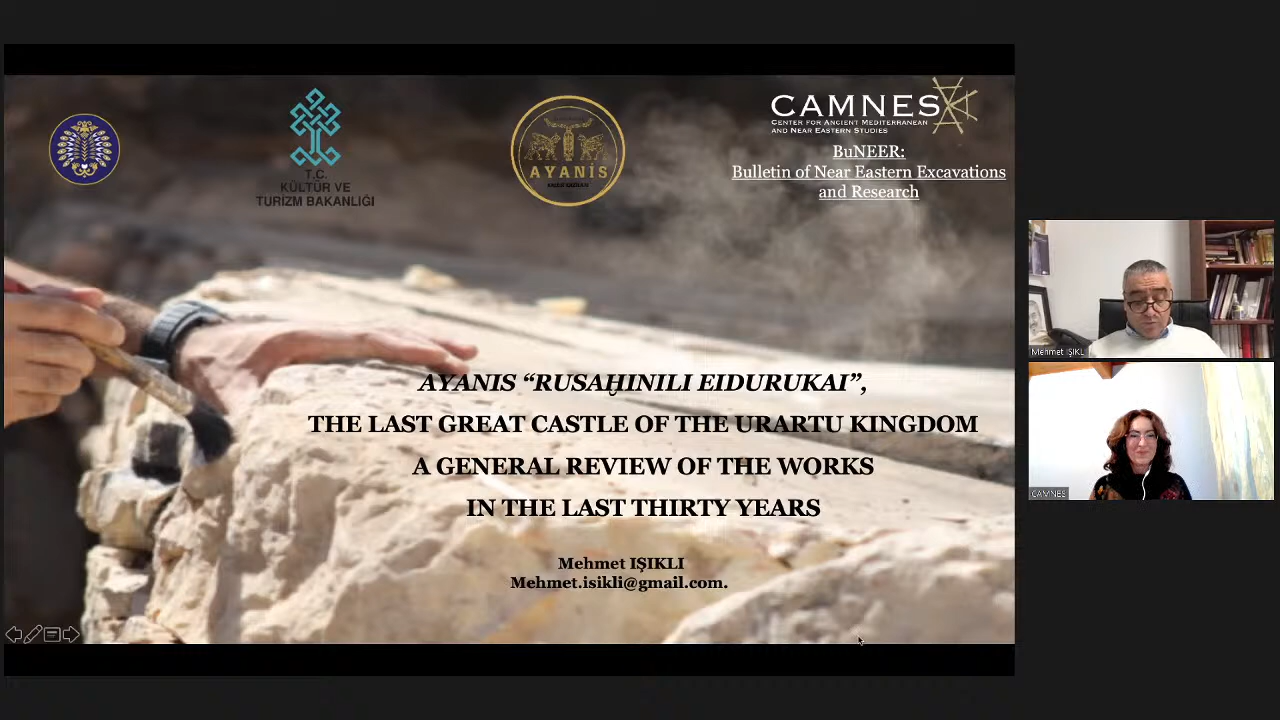 CAMNES
CENTER FOR ANCIENT MEDITERRANEAN
AND NEAR EASTERN STUDIES
BuNEER:
Bulletin of Near Eastern Excavations
and Research
T.C.
KÜLTÜR VE
TURİZM BAKANLIĞI
AYANİS
AYANIS “RUSAḪINILI EIDURUKAI”,
THE LAST GREAT CASTLE OF THE URARTU KINGDOM
A GENERAL REVIEW OF THE WORKS
IN THE LAST THIRTY YEARS
Mehmet IŞIKLI
Mehmet.isikli@gmail.com.
Mehmet IŞIKLI
CAMNES